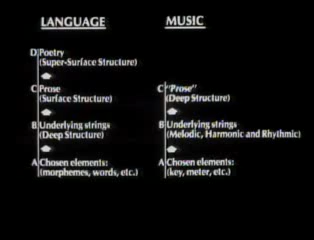 LANGUAGE
D Poetry
(Super-Surface Structure)
C Prose
(Surface Structure)
B Underlying strings
(Deep Structure)
A Chosen elements:
(morphemes, words, etc.)
MUSIC
C "Prose"
(Deep Structure)
B Underlying strings
(Melodic, Harmonic and Rhythmic)
A Chosen elements:
(key, meter, etc.)